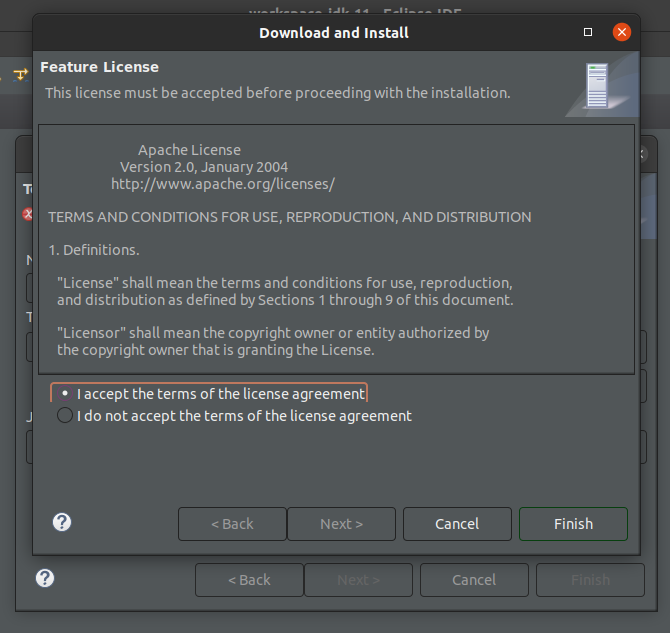 workspace-jdk-11 - Eclipse IDE
Download and Install
Feature License
This license must be accepted before proceeding with the installation.
Apache License
Version 2.0, January 2004
http://www.apache.org/licenses/
TERMS AND CONDITIONS FOR USE, REPRODUCTION, AND DISTRIBUTION
1. Definitions.
"License" shall mean the terms and conditions for use, reproduction,
and distribution as defined by Sections 1 through 9 of this document.
"Licensor" shall mean the copyright owner or entity authorized by
the copyright owner that is granting the License.
I accept the terms of the license agreement
I do not accept the terms of the license agreement
< Back Next > Cancel Finish
< Back Next > Cancel Finish